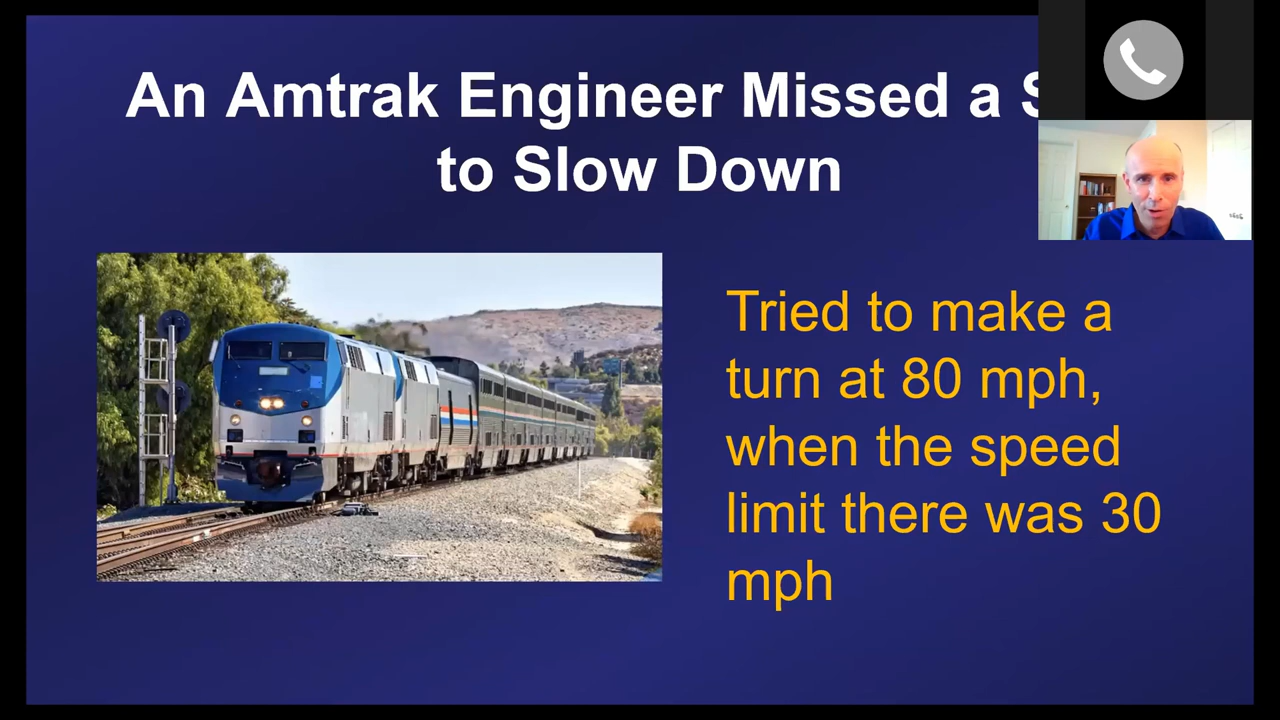 An Amtrak Engineer Missed a
to Slow Down
Tried to make a
turn at 80 mph,
when the speed
limit there was 30
mph